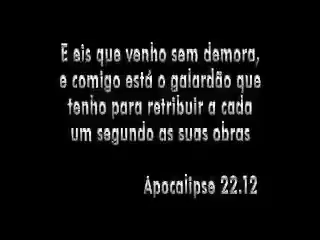 E eis que venho sem demora,
e comigo está o galardão que
tenho para retribuir a cada
um segundo as suas obras
Apocalipse 22.12